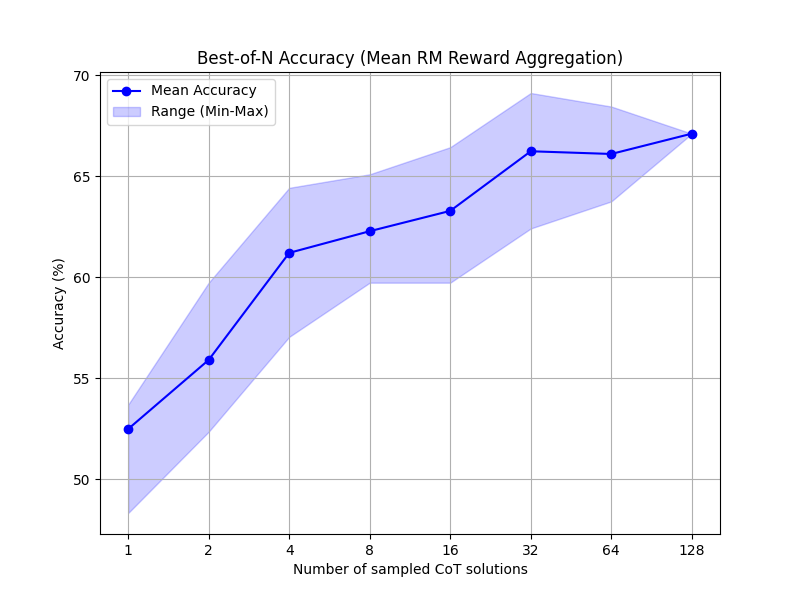 Best-of-N Accuracy (Mean RM Reward Aggregation)
Mean Accuracy
Range (Min-Max)
Accuracy (%)
70
65
60
55
50
1 2 4 8 16 32 64 128
Number of sampled CoT solutions